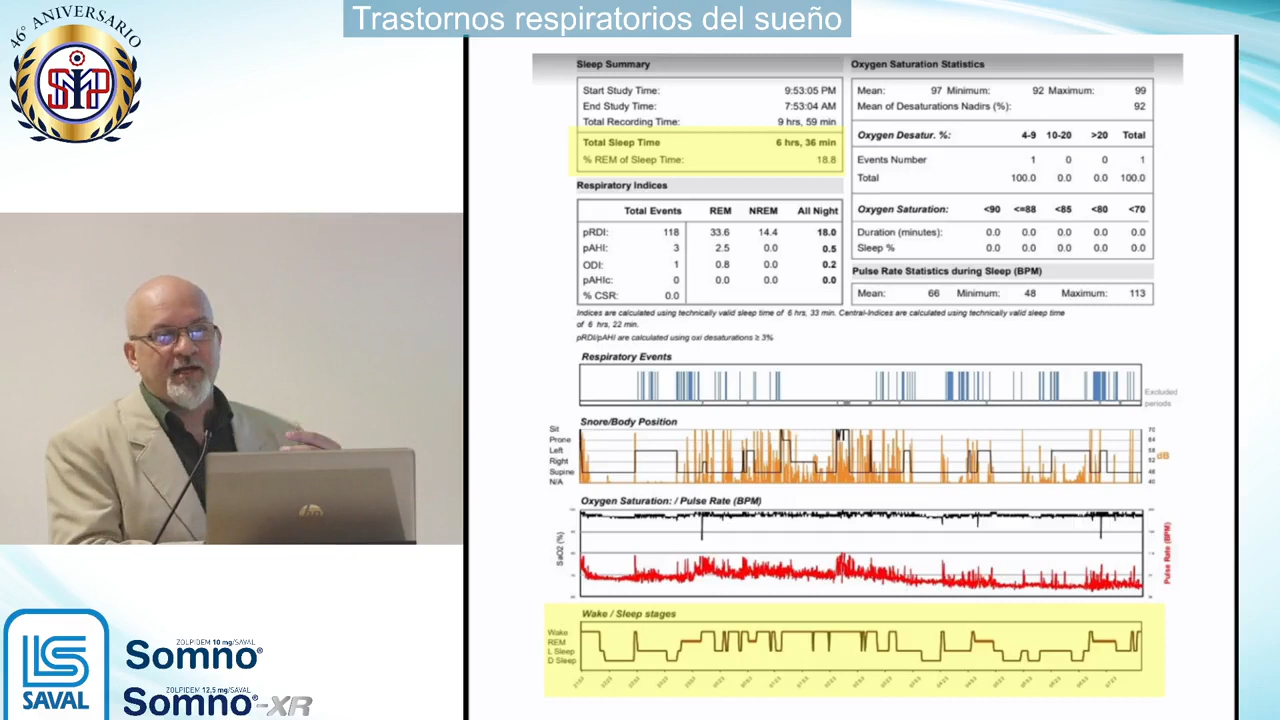 Trastornos respiratorios del sueño
46° ANIVERSARIO
SMP
Sleep Summary
Start Study Time: 9:53:05 PM
End Study Time: 7:53:04 AM
Total Recording Time: 9 hrs, 59 min
Total Sleep Time 6 hrs, 36 min
% REM of Sleep Time: 18.8
Respiratory Indices
Total Events REM NREM All Night
pRDI: 118 33.6 14.4 18.0
pAHI: 3 2.5 0.0 0.5
ODI: 1 0.8 0.0 0.2
pAHIc: 0 0.0 0.0 0.0
% CSR: 0.0
Oxygen Saturation Statistics
Mean: 97 Minimum: 92 Maximum: 99
Mean of Desaturations Nadirs (%): 92
Oxygen Desatur. %: 4-9 10-20 >20 Total
Events Number 1 0 0 1
Total 100.0 0.0 0.0 100.0
Oxygen Saturation: <90 <=88 <85 <80 <70
Duration (minutes): 0.0 0.0 0.0 0.0 0.0
Sleep % 0.0 0.0 0.0 0.0 0.0
Pulse Rate Statistics during Sleep (BPM)
Mean: 66 Minimum: 48 Maximum: 113
Indices are calculated using technically valid sleep time of 6 hrs, 33 min. Central-Indices are calculated using technically valid sleep time
of 6 hrs, 22 min.
pRDI/pAHI are calculated using oxi desaturations ≥ 3%
Respiratory Events
Excluded
periods
Snore/Body Position
Sit
Prone
Left
Right
Supine
N/A
dB
Oxygen Saturation: / Pulse Rate (BPM)
SaO2 (%)
Pulse Rate (BPM)
Wake / Sleep stages
Wake
REM
L Sleep
D Sleep
hp
LS
SAVAL
ZOLPIDEM 10 mg/SAVAL
Somno®
ZOLPIDEM 12,5 mg/SAVAL
Somno®-XR